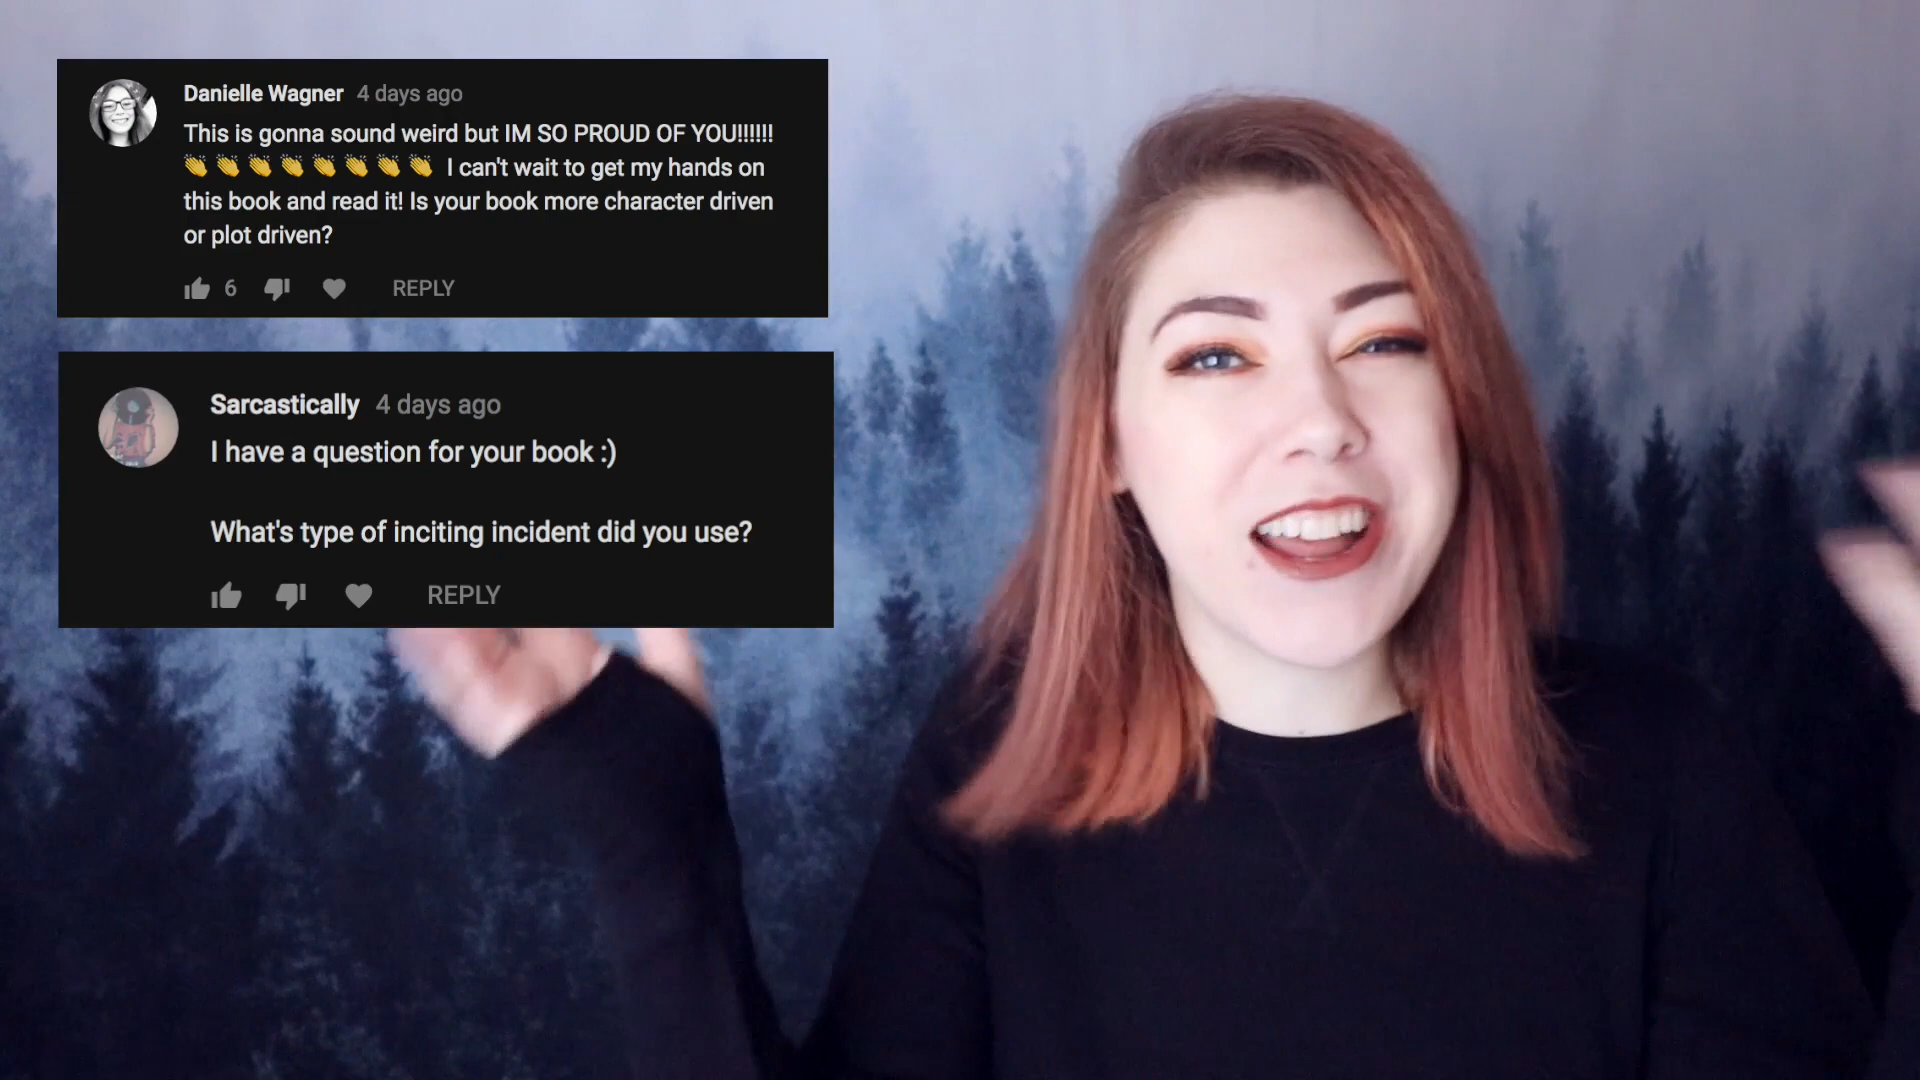 Danielle Wagner 4 days ago
This is gonna sound weird but IM SO PROUD OF YOU!!!!!!
👏 👏 👏 👏 👏 👏 👏 👏 I can't wait to get my hands on
this book and read it! Is your book more character driven
or plot driven?
6 REPLY
Sarcastically 4 days ago
I have a question for your book :)
What's type of inciting incident did you use?
REPLY